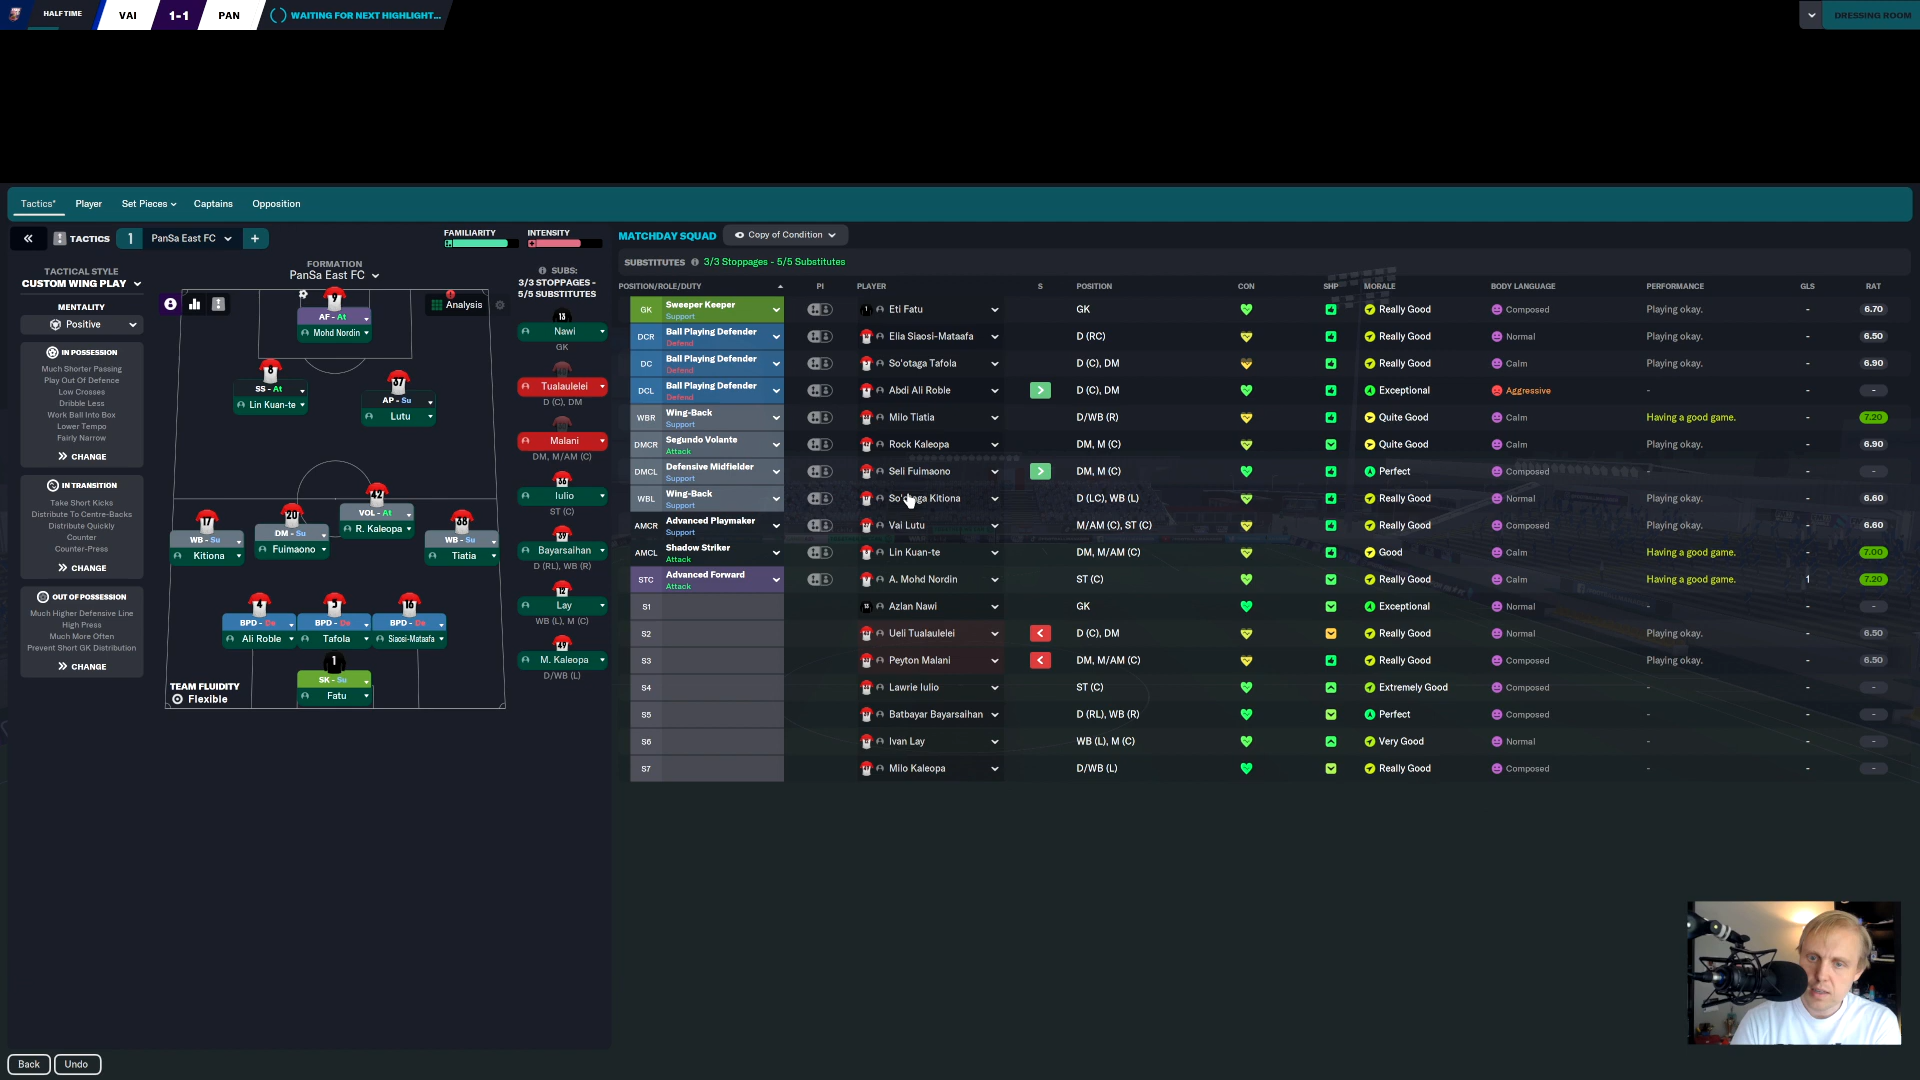 HALF TIME VAI 1-1 PAN WAITING FOR NEXT HIGHLIGHT... DRESSING ROOM
Tactics* Player Set Pieces Captains Opposition
TACTICS 1 PanSa East FC +
FAMILIARITY INTENSITY
TACTICAL STYLE
CUSTOM WING PLAY
MENTALITY
Positive
IN POSSESSION
Much Shorter Passing
Play Out Of Defence
Low Crosses
Dribble Less
Work Ball Into Box
Lower Tempo
Fairly Narrow
CHANGE
IN TRANSITION
Take Short Kicks
Distribute To Centre-Backs
Distribute Quickly
Counter
Counter-Press
CHANGE
OUT OF POSSESSION
Much Higher Defensive Line
High Press
Much More Often
Prevent Short GK Distribution
CHANGE
FORMATION
PanSa East FC
Analysis
9
AF - At
Mohd Nordin
8
SS - At
Lin Kuan-te
37
AP - Su
Lutu
17
WB - Su
Kitiona
20
DM - Su
Fuimaono
42
VOL - At
R. Kaleopa
38
WB - Su
Tiatia
4
BPD - De
Ali Roble
5
BPD - De
Tafola
16
BPD - De
Siaosi-Mataafa
1
SK - Su
Fatu
TEAM FLUIDITY
Flexible
SUBS:
3/3 STOPPAGES -
5/5 SUBSTITUTES
13
Nawi
GK
Tualaulelei
D (C), DM
Malani
DM, M/AM (C)
Iulio
ST (C)
Bayarsaihan
D (RL), WB (R)
12
Lay
WB (L), M (C)
M. Kaleopa
D/WB (L)
MATCHDAY SQUAD Copy of Condition
SUBSTITUTES 3/3 Stoppages - 5/5 Substitutes
POSITION/ROLE/DUTY PI PLAYER S POSITION CON SHP MORALE BODY LANGUAGE PERFORMANCE GLS RAT
GK Sweeper Keeper Support Eti Fatu GK Really Good Composed Playing okay. - 6.70
DCR Ball Playing Defender Defend Elia Siaosi-Mataafa D (RC) Really Good Normal Playing okay. - 6.50
DC Ball Playing Defender Defend So'otaga Tafola D (C), DM Really Good Calm Playing okay. - 6.90
DCL Ball Playing Defender Defend Abdi Ali Roble D (C), DM Exceptional Aggressive - - -
WBR Wing-Back Support Milo Tiatia D/WB (R) Quite Good Calm Having a good game. - 7.20
DMCR Segundo Volante Attack Rock Kaleopa DM, M (C) Quite Good Calm Playing okay. - 6.90
DMCL Defensive Midfielder Support Seli Fuimaono DM, M (C) Perfect Composed - - -
WBL Wing-Back Support So'otaga Kitiona D (LC), WB (L) Really Good Normal Playing okay. - 6.60
AMCR Advanced Playmaker Support Vai Lutu M/AM (C), ST (C) Really Good Composed Playing okay. - 6.60
AMCL Shadow Striker Attack Lin Kuan-te DM, M/AM (C) Good Calm Having a good game. - 7.00
STC Advanced Forward Attack A. Mohd Nordin ST (C) Really Good Calm Having a good game. 1 7.20
S1 Azlan Nawi GK Exceptional Normal - - -
S2 Ueli Tualaulelei D (C), DM Really Good Normal Playing okay. - 6.50
S3 Peyton Malani DM, M/AM (C) Really Good Composed Playing okay. - 6.50
S4 Lawrie Iulio ST (C) Extremely Good Composed - - -
S5 Batbayar Bayarsaihan D (RL), WB (R) Perfect Composed - - -
S6 Ivan Lay WB (L), M (C) Very Good Normal - - -
S7 Milo Kaleopa D/WB (L) Really Good Composed - - -
Back Undo